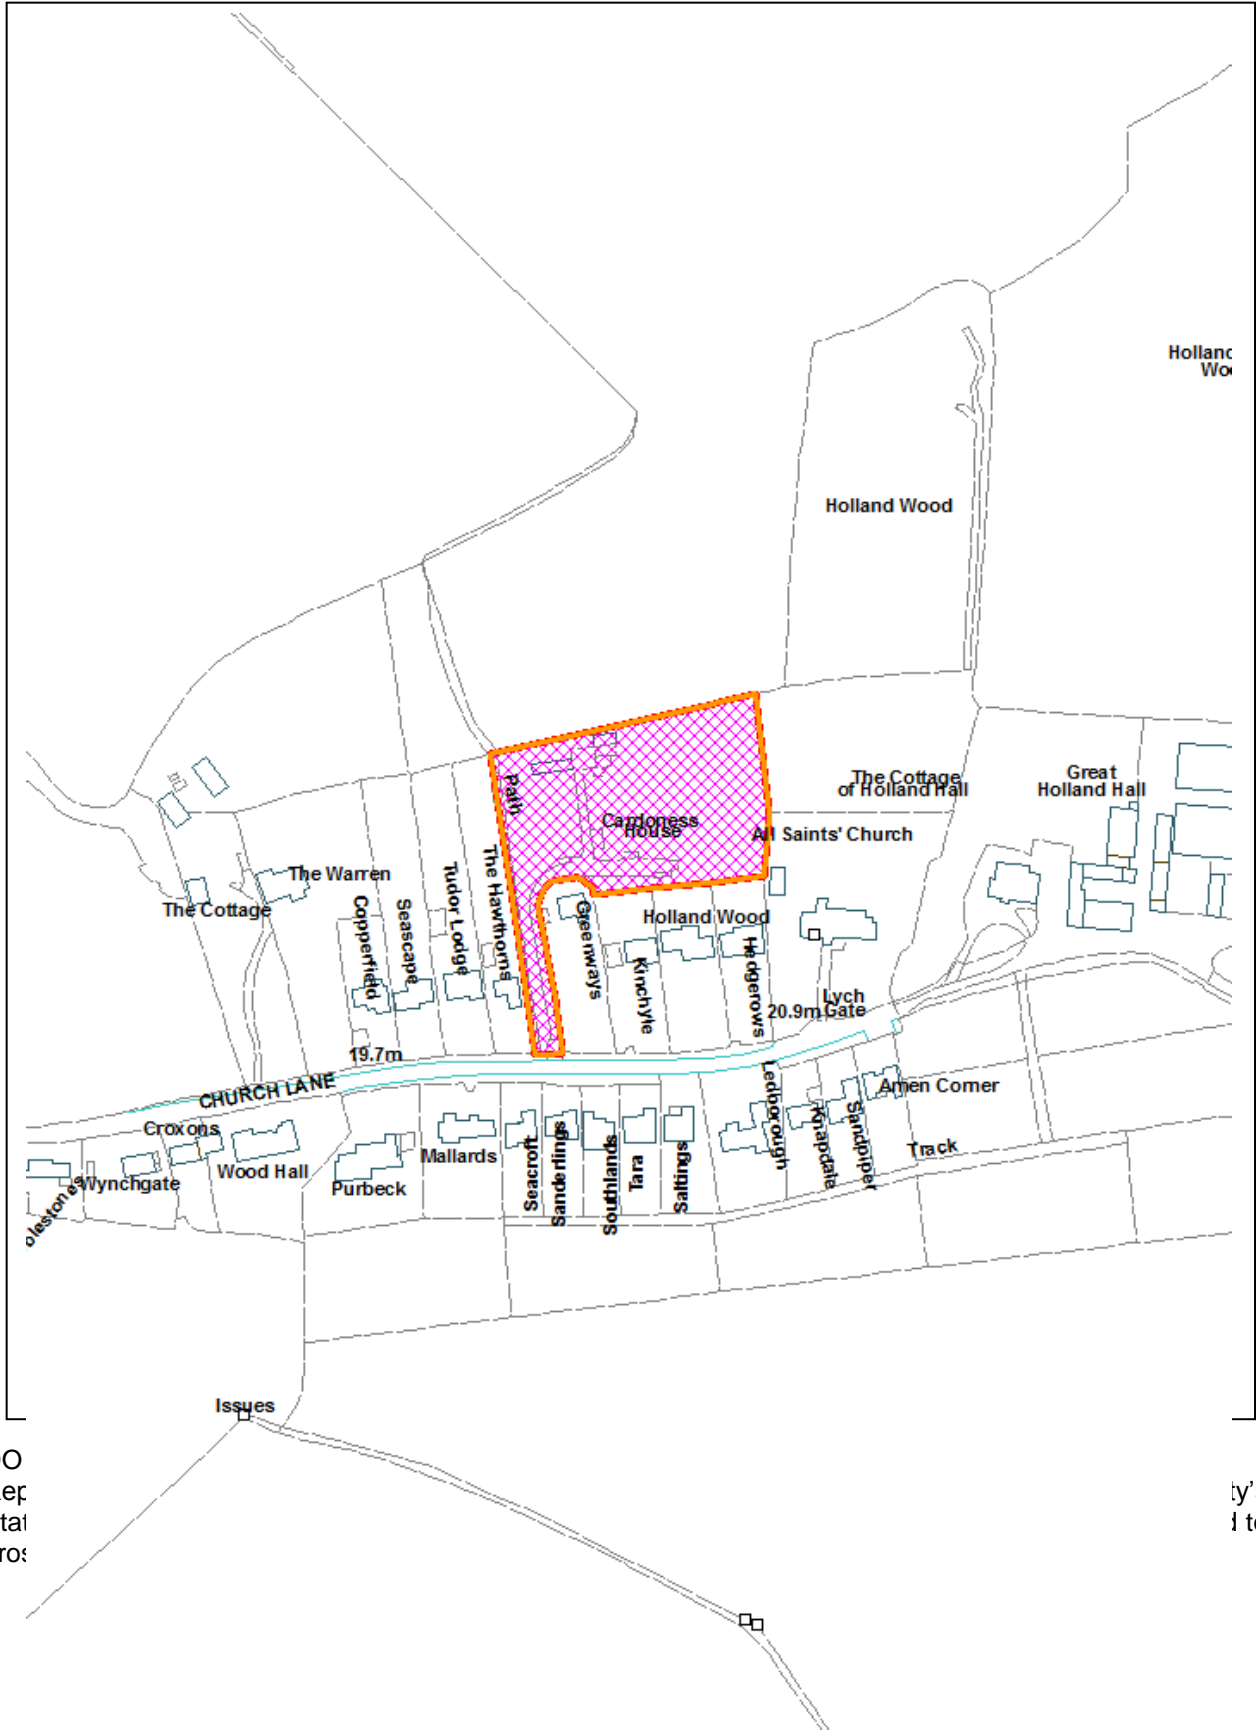 Holland
Wood
Holland Wood
The Cottage
of Holland Hall
Great
Holland Hall
Path
Cardoness
House
All Saints' Church
The Warren
The Cottage
Copperfield
Seascape
Tudor Lodge
The Hawthorns
Greenways
Kinchyle
Holland Wood
Hedgerows
Lych
Gate
20.9m
19.7m
CHURCH LANE
Croxons
Wynchgate
Wood Hall
Purbeck
Mallards
Seacroft
Sanderlings
Southlands
Tara
Saltings
Ledborough
Knapdale
Sandpiper
Amen Corner
Track
olestones
Issues